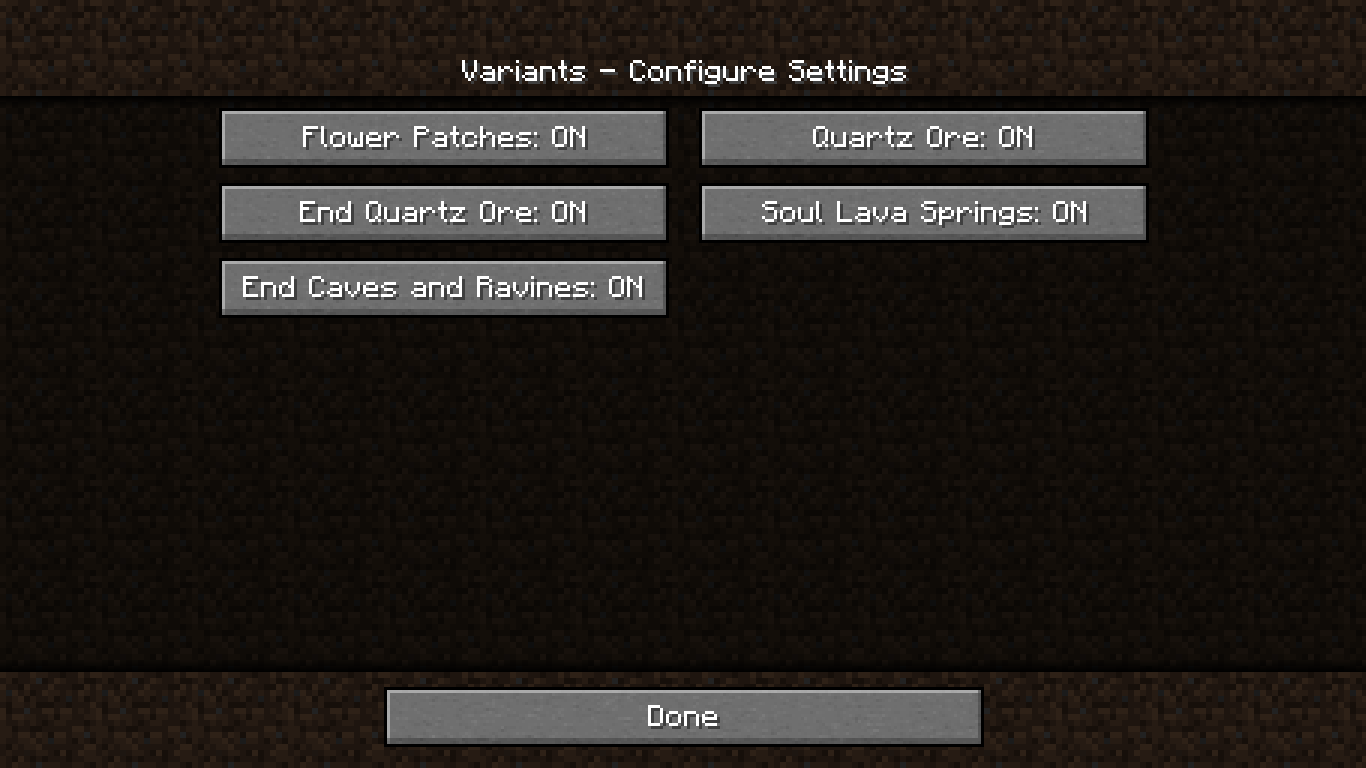 Variants - Configure Settings
Flower Patches: ON
Quartz Ore: ON
End Quartz Ore: ON
Soul Lava Springs: ON
End Caves and Ravines: ON
Done